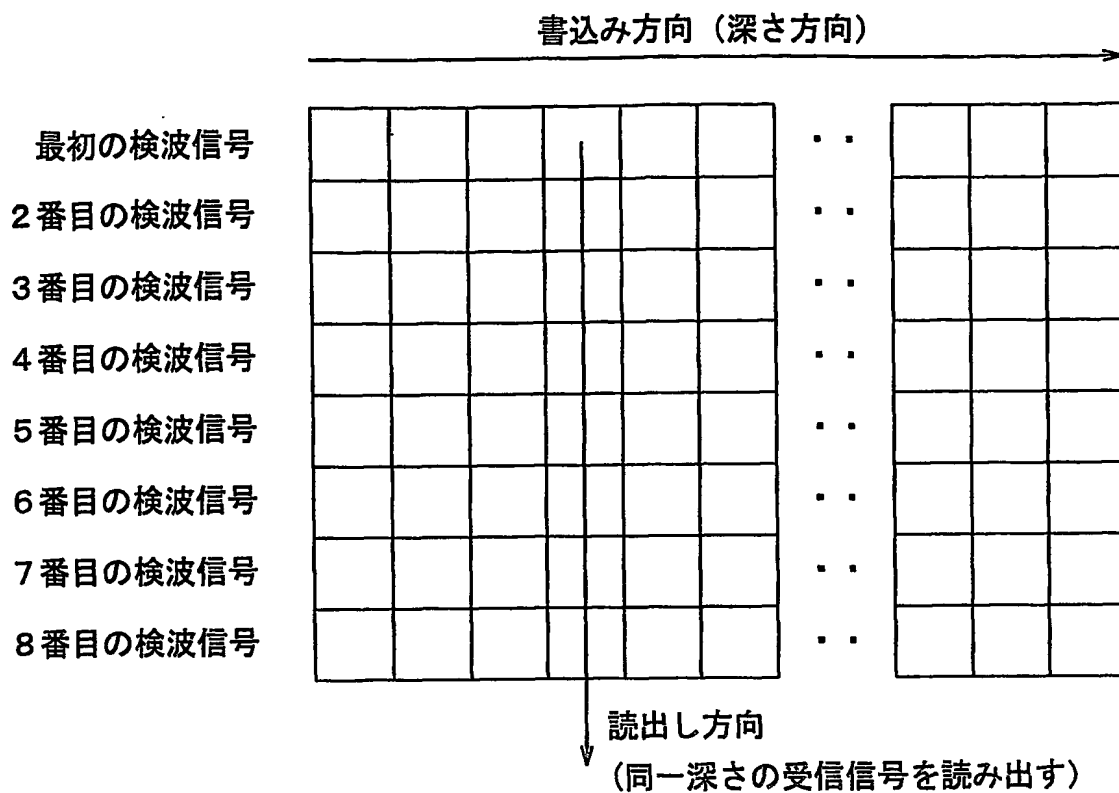 書込み方向（深さ方向）
最初の検波信号
2番目の検波信号
3番目の検波信号
4番目の検波信号
5番目の検波信号
6番目の検波信号
7番目の検波信号
8番目の検波信号
読出し方向
（同一深さの受信信号を読み出す）